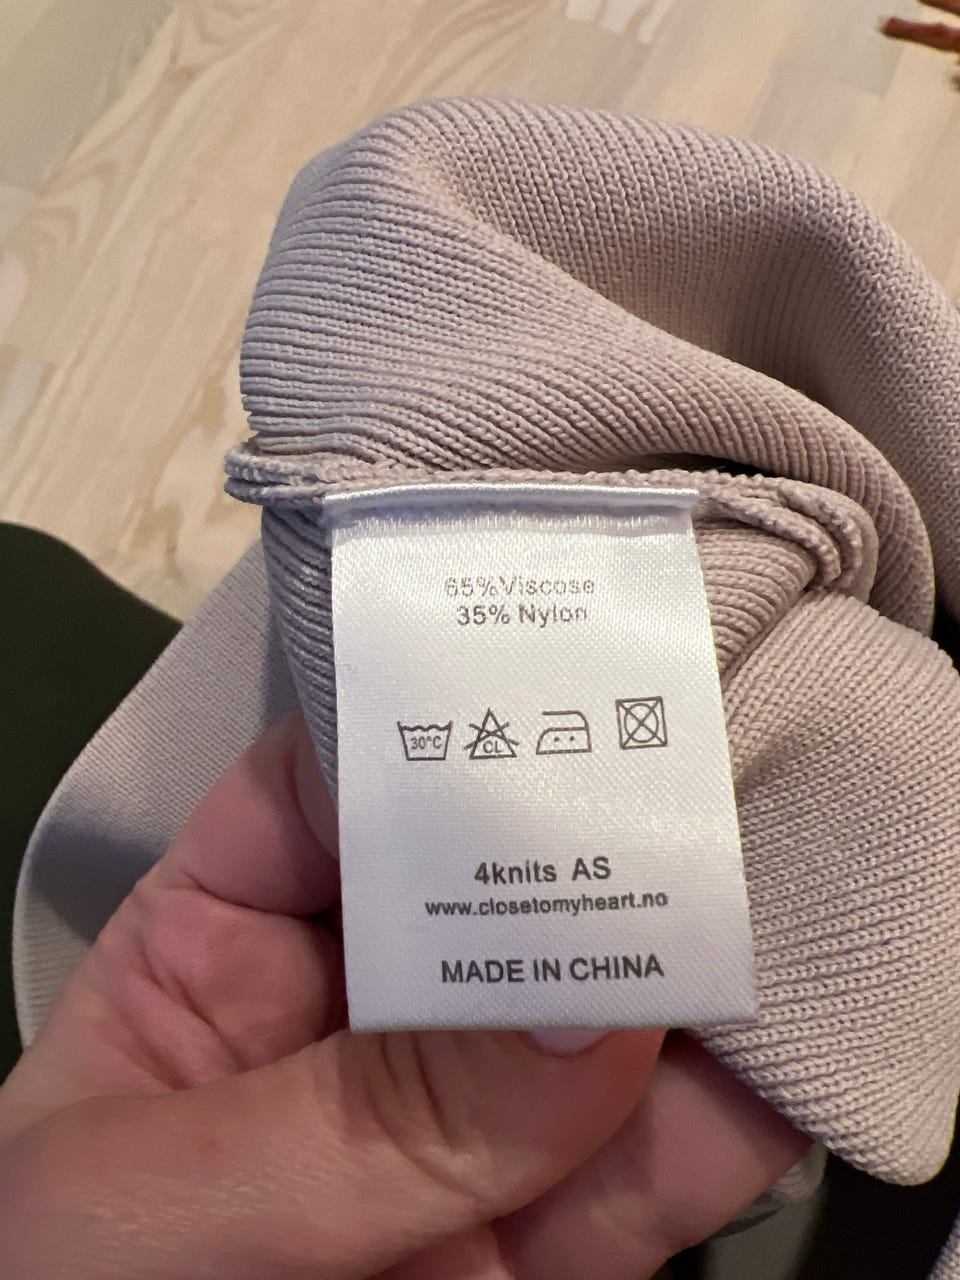 65%Viscose
35% Nylon
30°C CL
4knits AS
www.closetomyheart.no
MADE IN CHINA